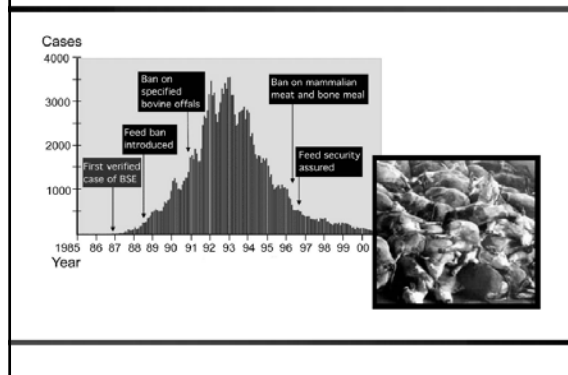 Cases
4000
3000
2000
1000
Ban on
specified
bovine offals
Feed ban
introduced
First verified
case of BSE
Ban on mammalian
meat and bone meal
Feed security
assured
1985 86 87 88 89 90 91 92 93 94 95 96 97 98 99 00
Year